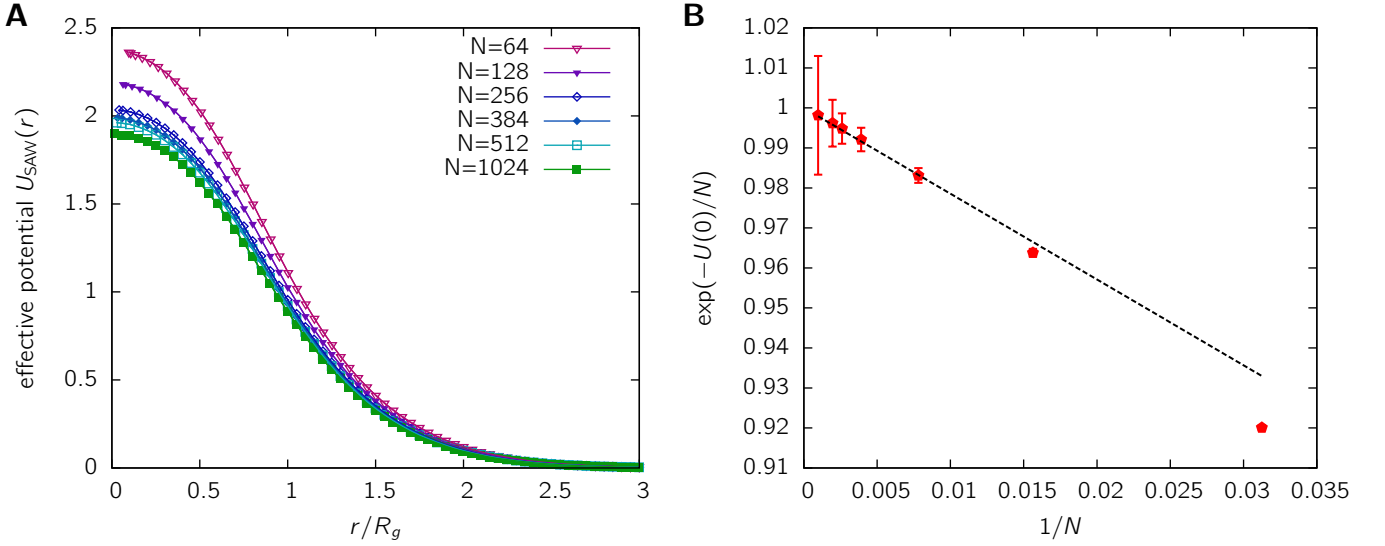 A
effective potential U_SAW(r)
2.5
2
1.5
1
0.5
0
0 0.5 1 1.5 2 2.5 3
r/R_g
N=64
N=128
N=256
N=384
N=512
N=1024
B
exp(−U(0)/N)
1.02
1.01
1
0.99
0.98
0.97
0.96
0.95
0.94
0.93
0.92
0.91
0 0.005 0.01 0.015 0.02 0.025 0.03 0.035
1/N